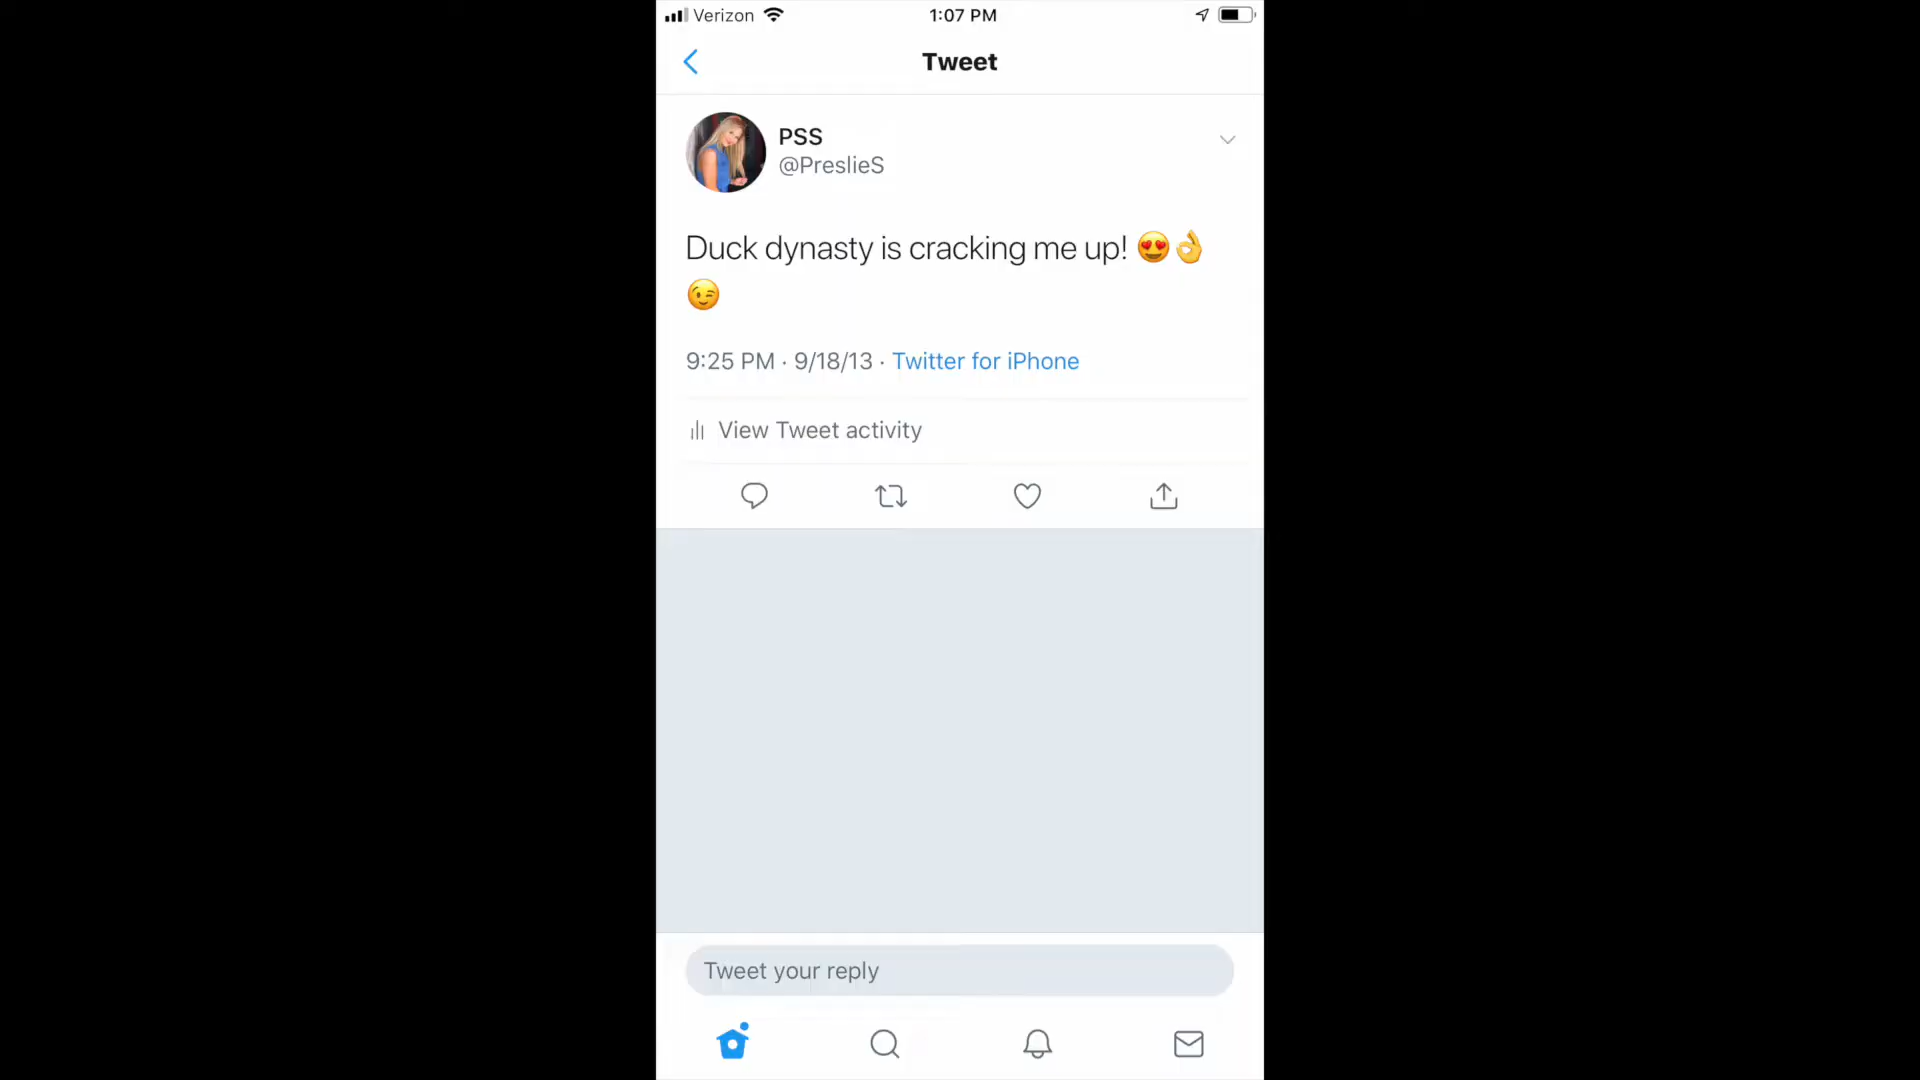 Verizon 1:07 PM
Tweet
PSS
@PreslieS
Duck dynasty is cracking me up! 😍👌
😉
9:25 PM · 9/18/13 · Twitter for iPhone
View Tweet activity
Tweet your reply